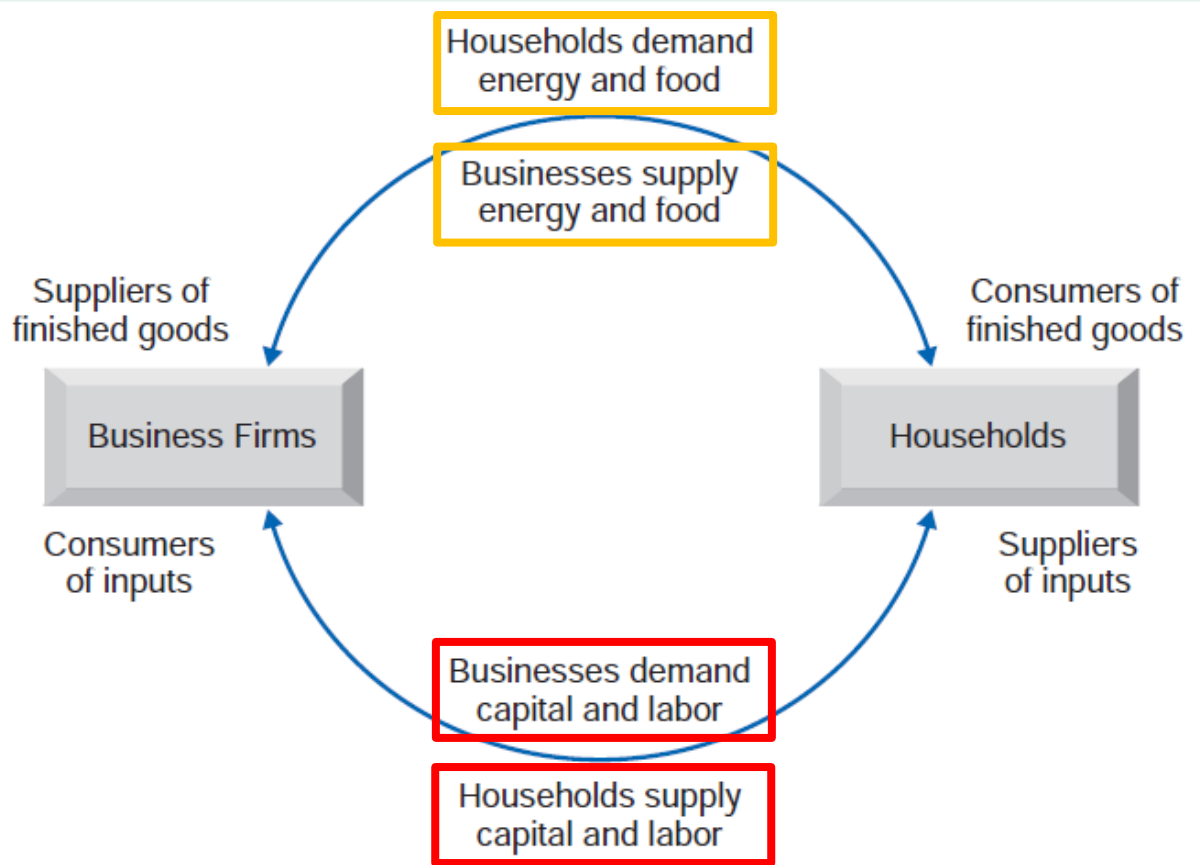 Households demand
energy and food
Businesses supply
energy and food
Suppliers of
finished goods
Consumers of
finished goods
Business Firms
Households
Consumers
of inputs
Suppliers
of inputs
Businesses demand
capital and labor
Households supply
capital and labor